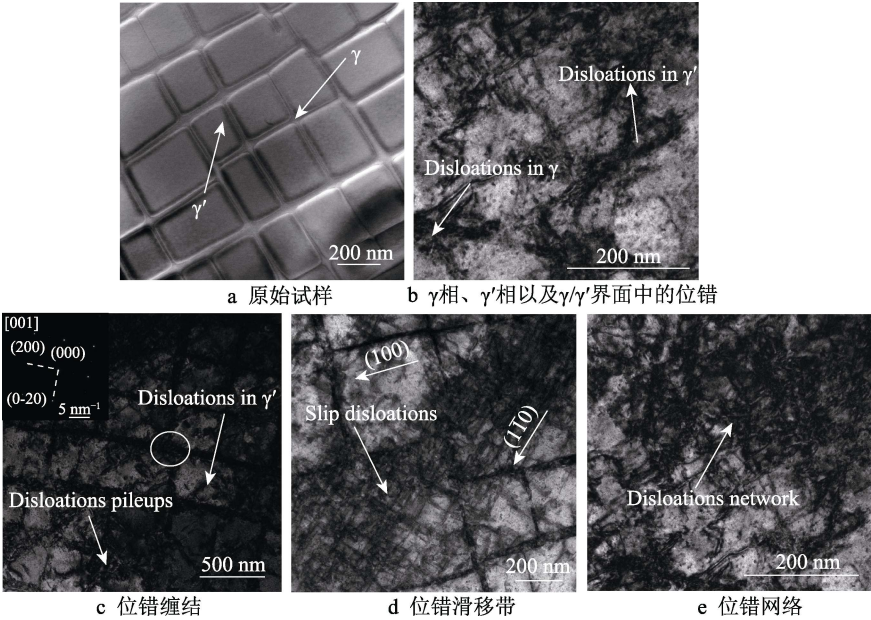 γ
γ′
200 nm
a 原始试样
Disloations in γ′
Disloations in γ
200 nm
b γ相、γ′相以及γ/γ′界面中的位错
[001]
(200) (000)
(0-20)
5 nm⁻¹
Disloations in γ′
Disloations pileups
500 nm
c 位错缠结
(100)
Slip disloations
(11̄0)
200 nm
d 位错滑移带
Disloations network
200 nm
e 位错网络